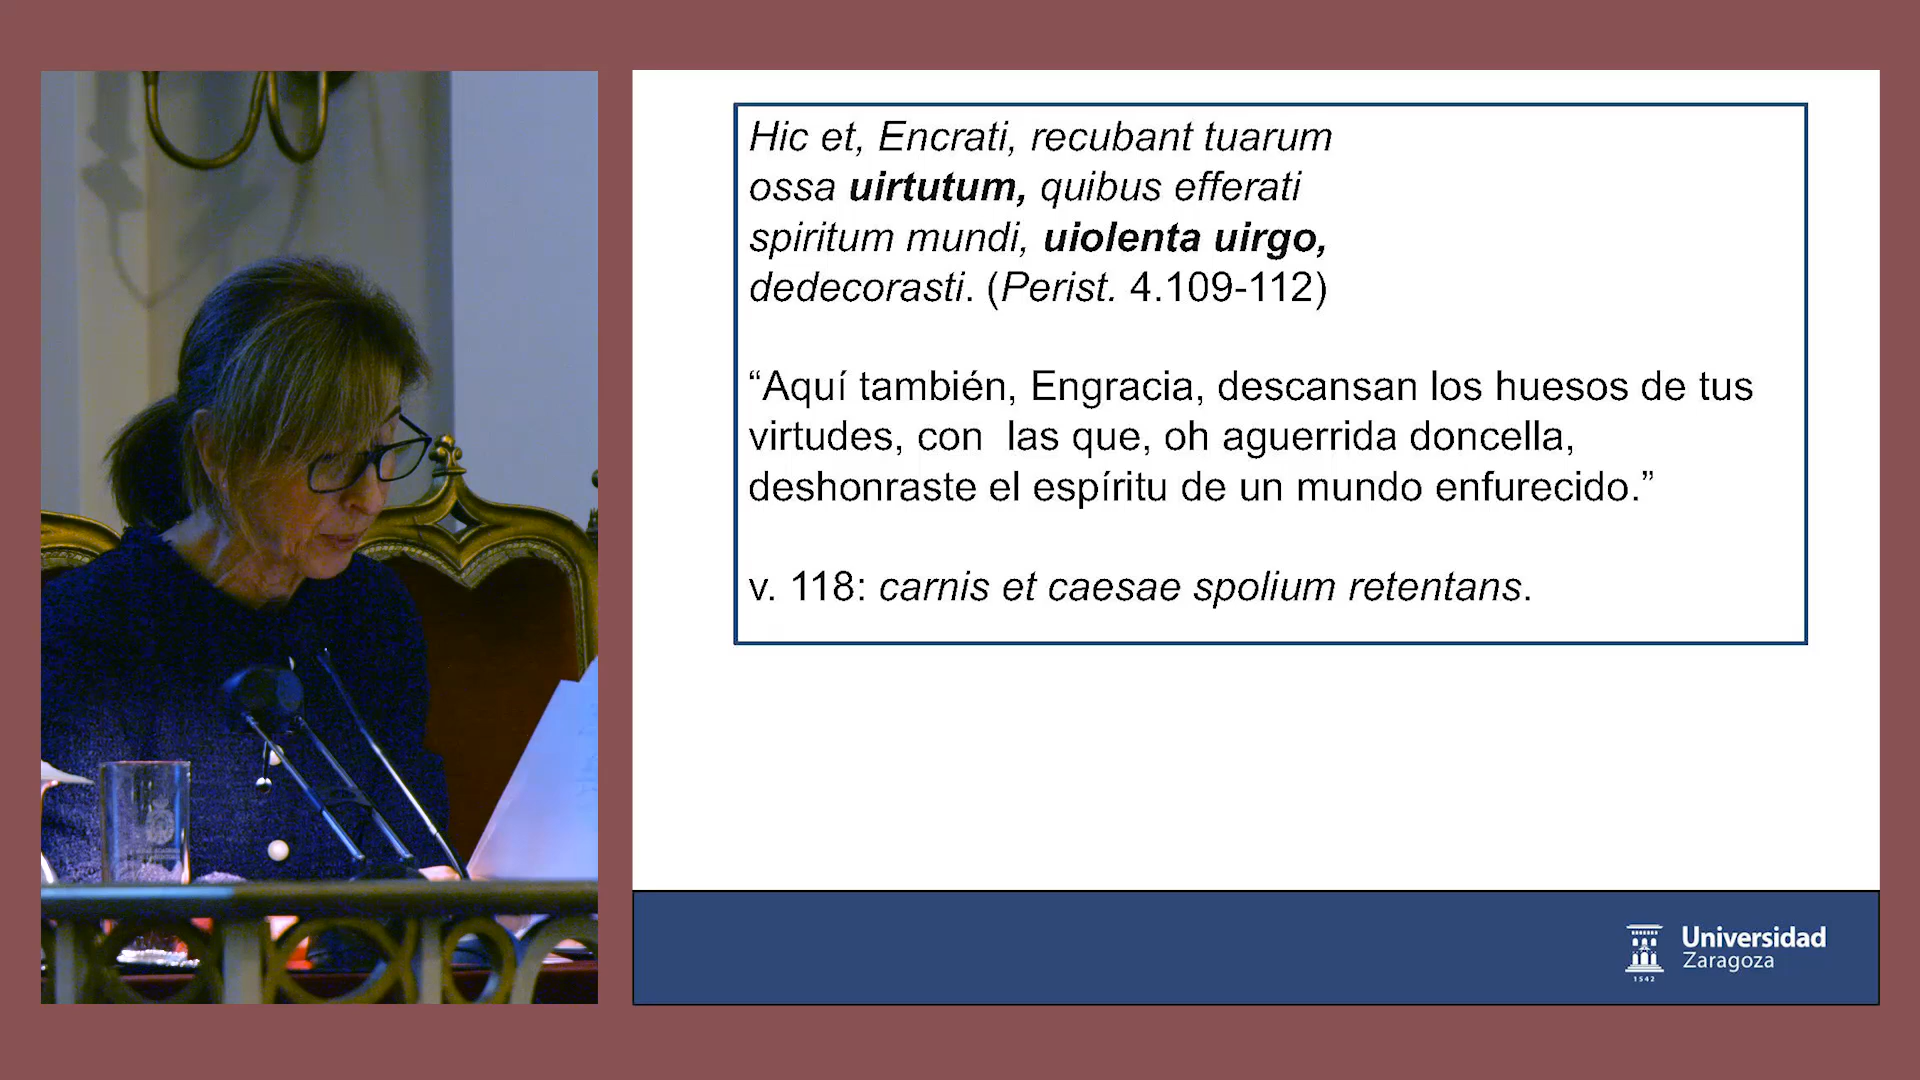 Hic et, Encrati, recubant tuarum
ossa uirtutum, quibus efferati
spiritum mundi, uiolenta uirgo,
dedecorasti. (Perist. 4.109-112)
“Aquí también, Engracia, descansan los huesos de tus
virtudes, con las que, oh aguerrida doncella,
deshonraste el espíritu de un mundo enfurecido.”
v. 118: carnis et caesae spolium retentans.
Universidad
Zaragoza
1542